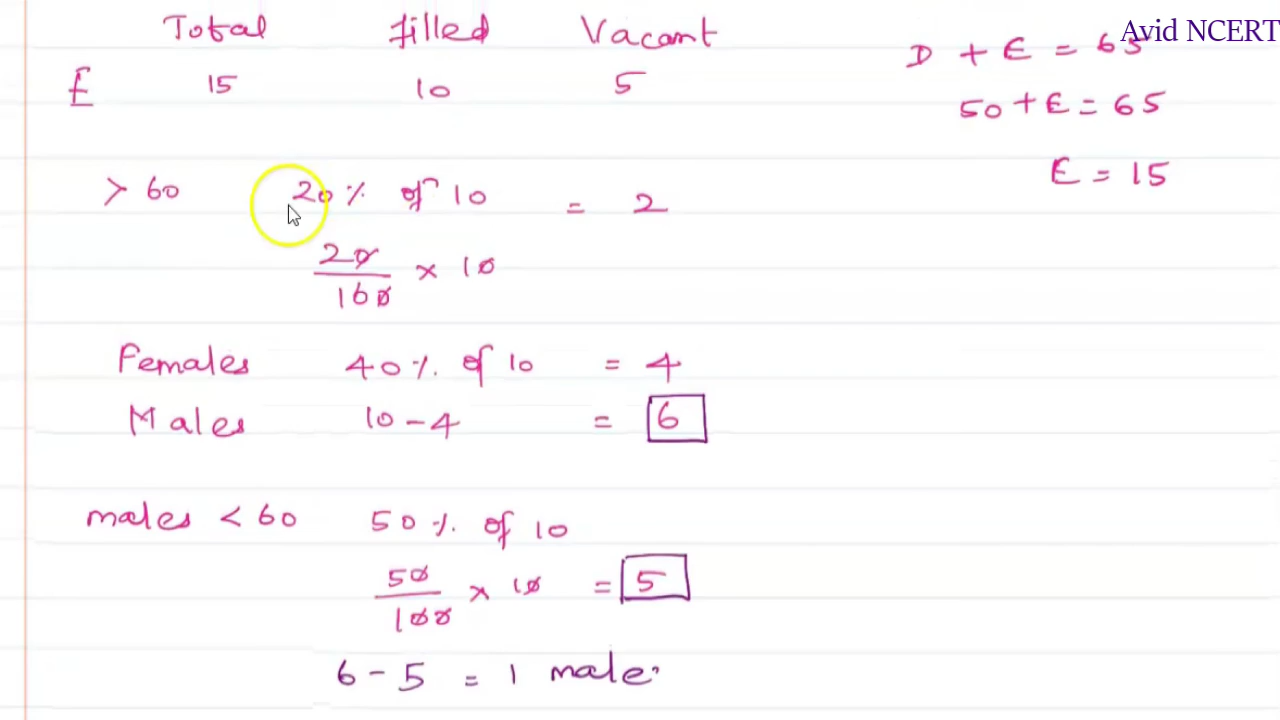 Total filled Vacant
E 15 10 5
Avid NCERT
D + E = 65
50 + E = 65
E = 15
> 60 20% of 10 = 2
20/100 × 10
Females 40% of 10 = 4
Males 10 - 4 = 6
males < 60 50% of 10
50/100 × 10 = 5
6 - 5 = 1 male